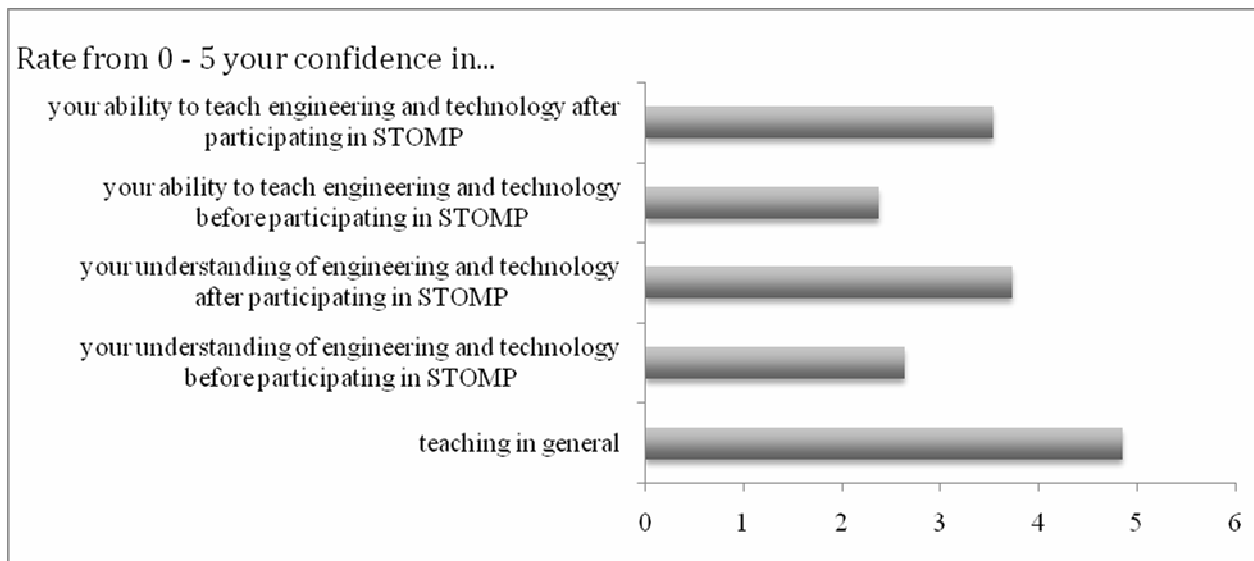 Rate from 0 - 5 your confidence in...
your ability to teach engineering and technology after
participating in STOMP
your ability to teach engineering and technology
before participating in STOMP
your understanding of engineering and technology
after participating in STOMP
your understanding of engineering and technology
before participating in STOMP
teaching in general
0 1 2 3 4 5 6